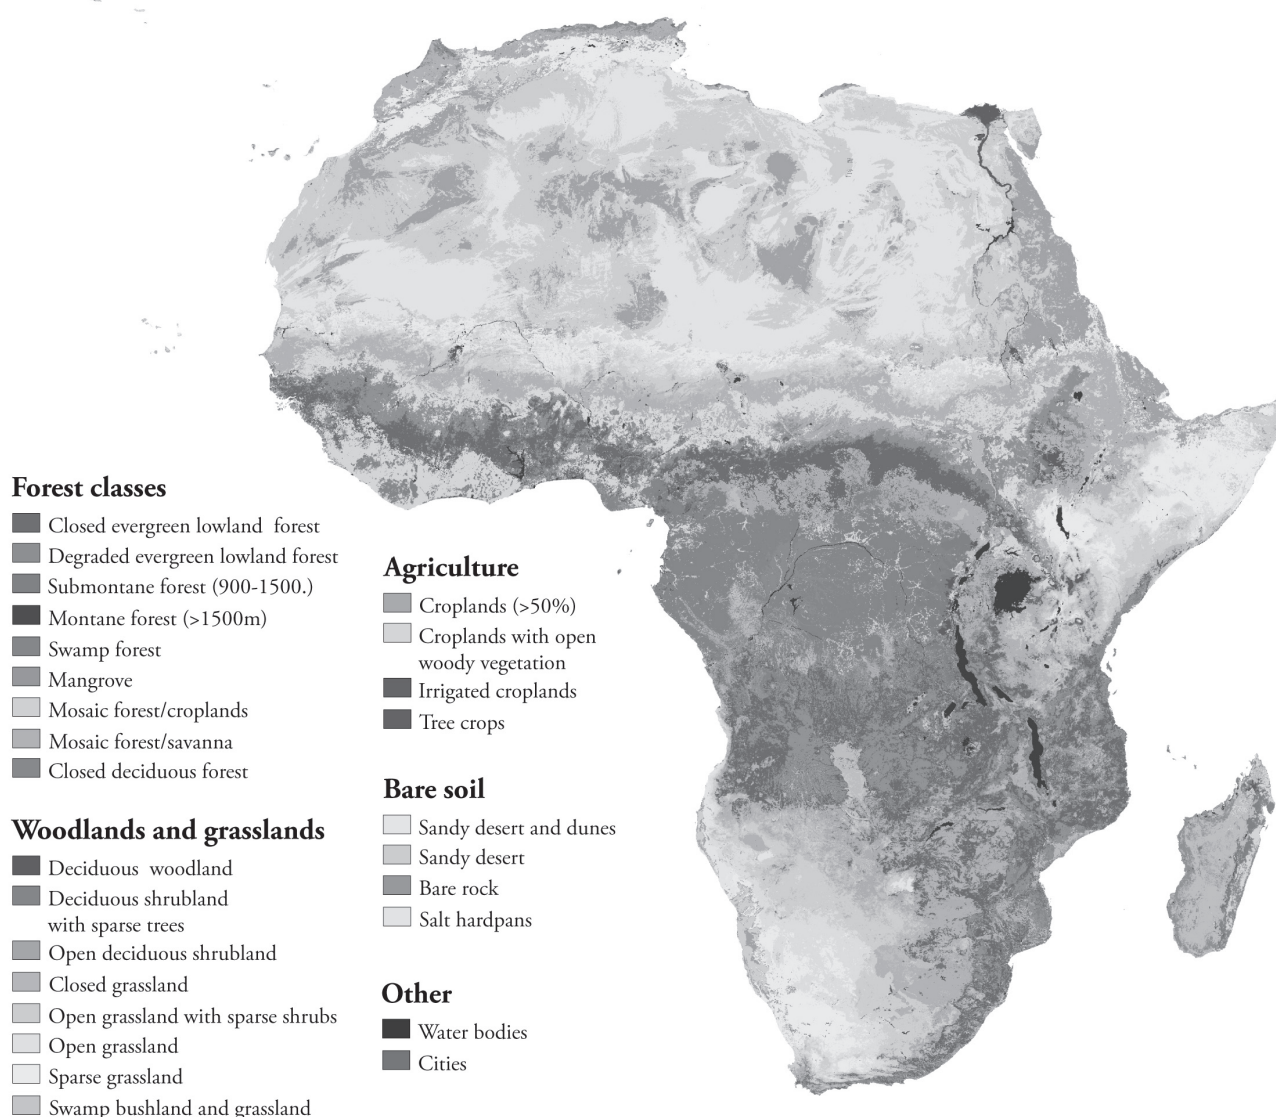 Forest classes
Closed evergreen lowland forest
Degraded evergreen lowland forest
Submontane forest (900-1500.)
Montane forest (>1500m)
Swamp forest
Mangrove
Mosaic forest/croplands
Mosaic forest/savanna
Closed deciduous forest
Woodlands and grasslands
Deciduous woodland
Deciduous shrubland
with sparse trees
Open deciduous shrubland
Closed grassland
Open grassland with sparse shrubs
Open grassland
Sparse grassland
Swamp bushland and grassland
Agriculture
Croplands (>50%)
Croplands with open
woody vegetation
Irrigated croplands
Tree crops
Bare soil
Sandy desert and dunes
Sandy desert
Bare rock
Salt hardpans
Other
Water bodies
Cities